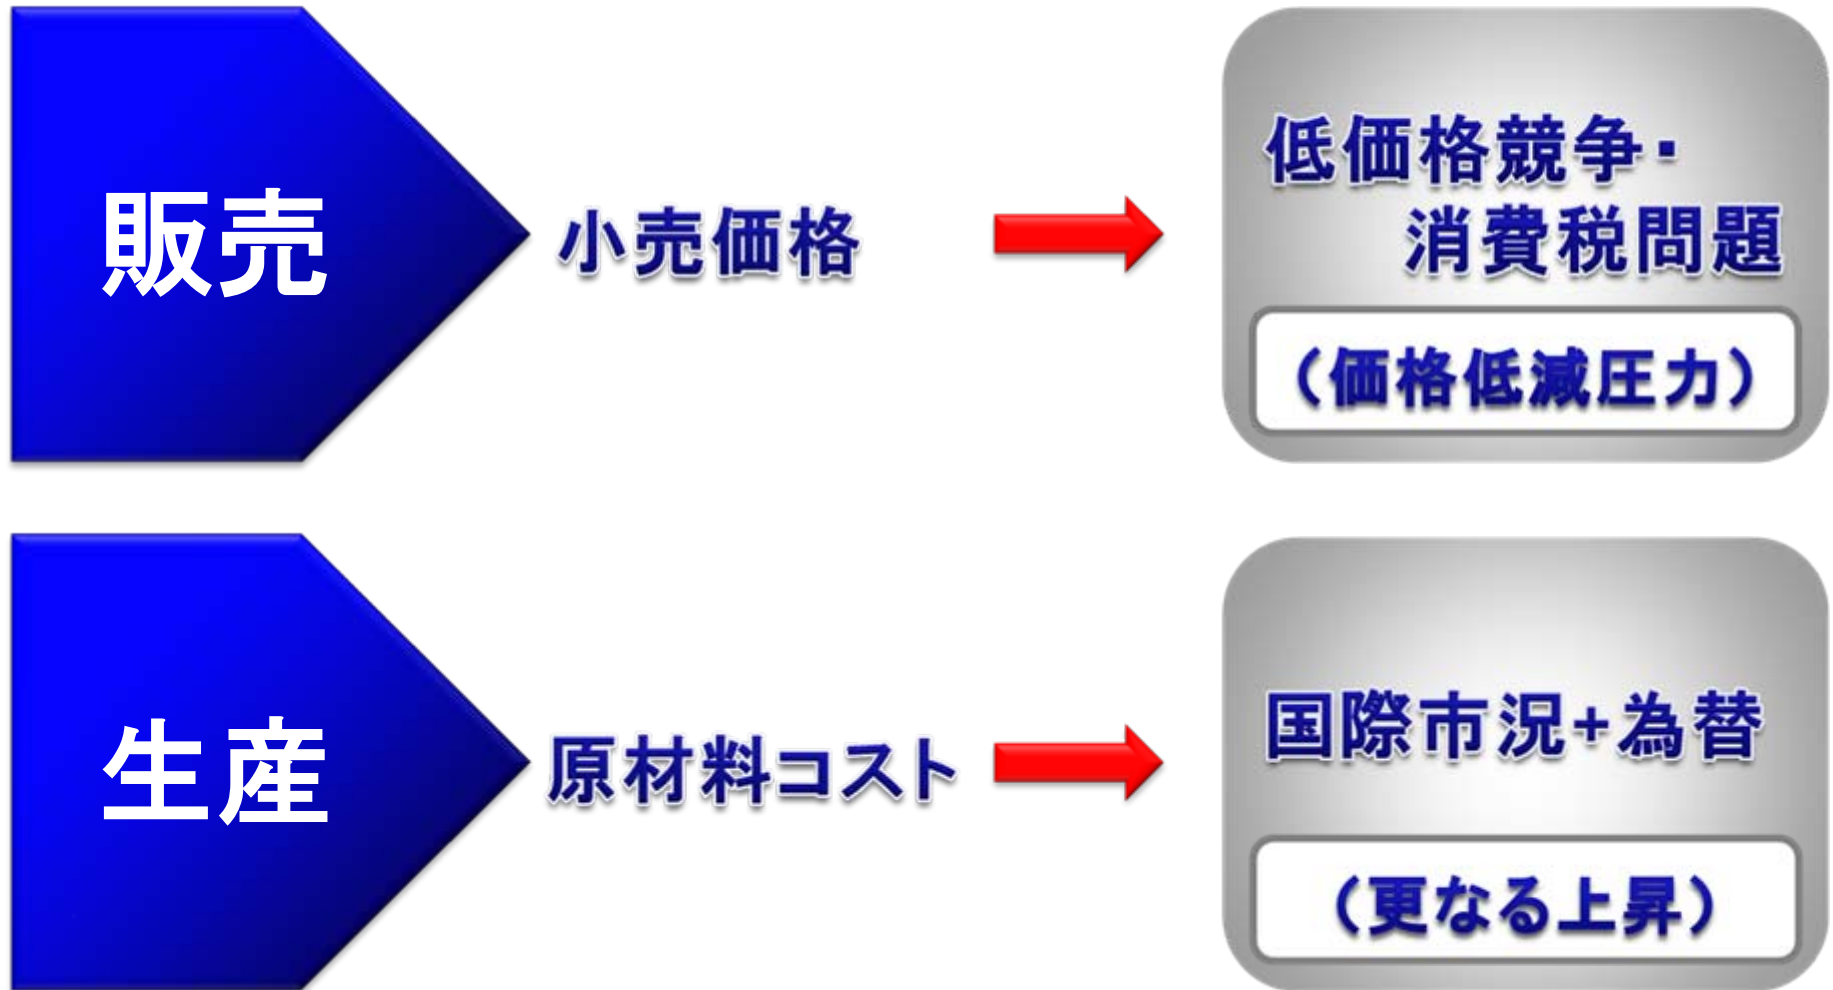 販売
小売価格
低価格競争・
消費税問題
（価格低減圧力）
生産
原材料コスト
国際市況+為替
（更なる上昇）